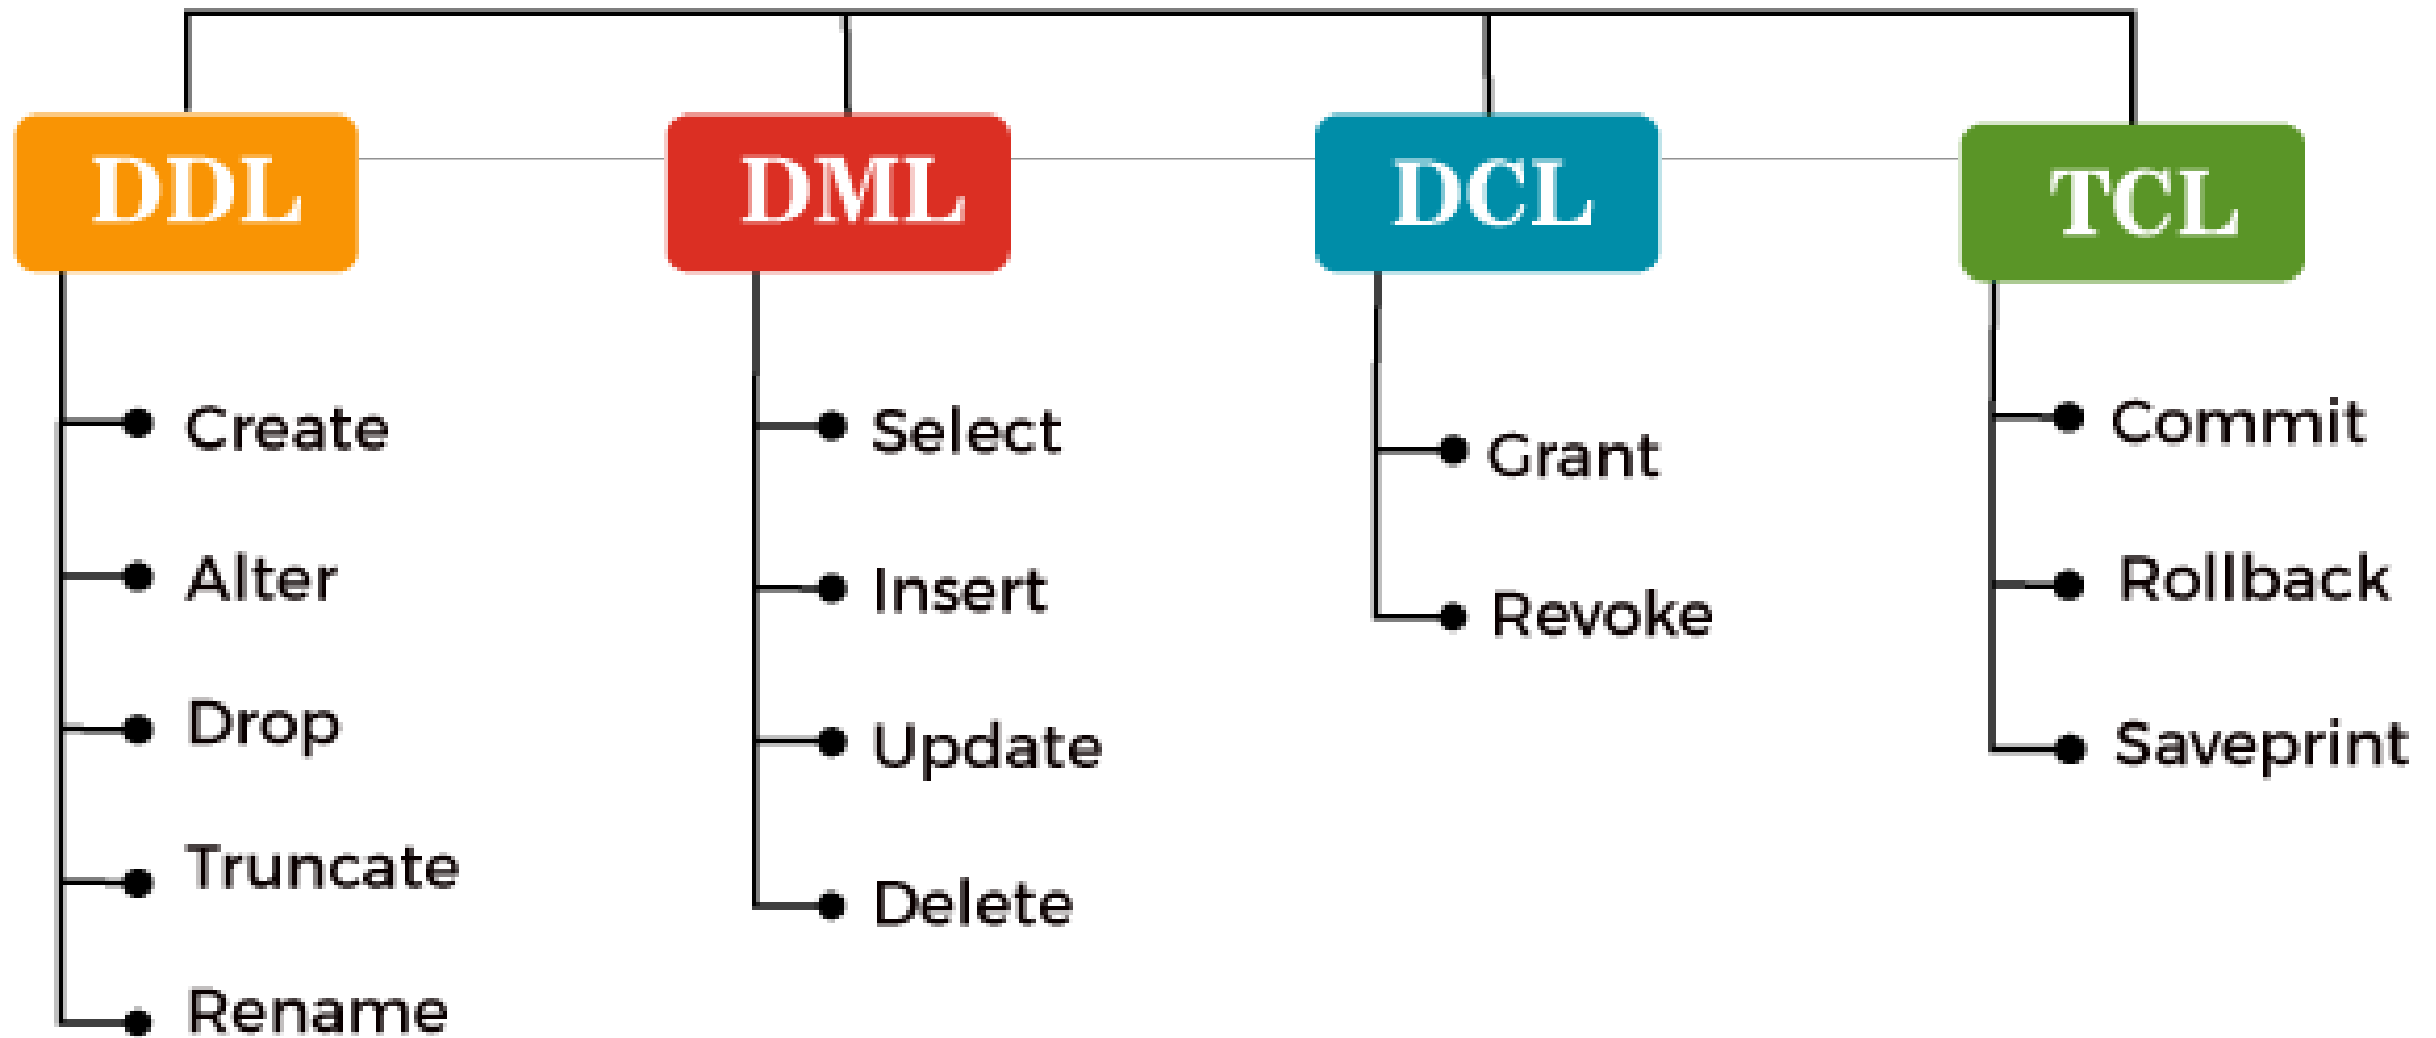 DDL
Create
Alter
Drop
Truncate
Rename
DML
Select
Insert
Update
Delete
DCL
Grant
Revoke
TCL
Commit
Rollback
Saveprint